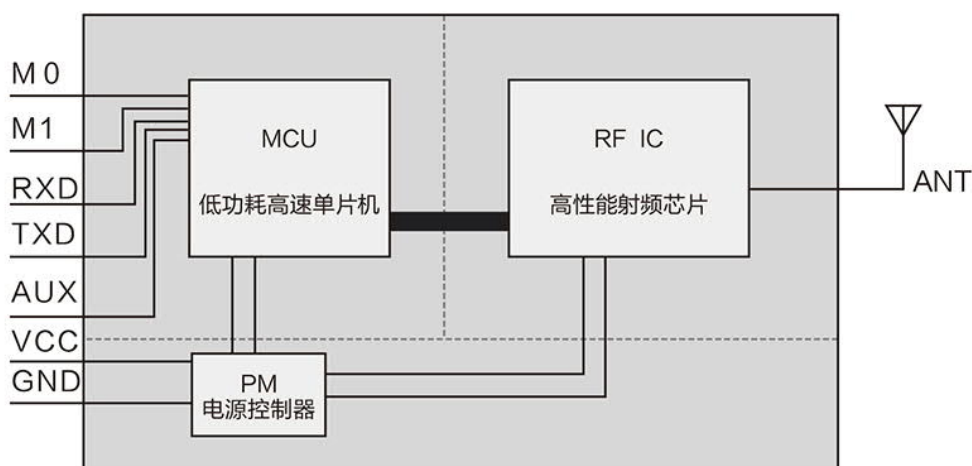 M0
M1
RXD
TXD
AUX
VCC
GND
MCU
低功耗高速单片机
RF IC
高性能射频芯片
ANT
PM
电源控制器